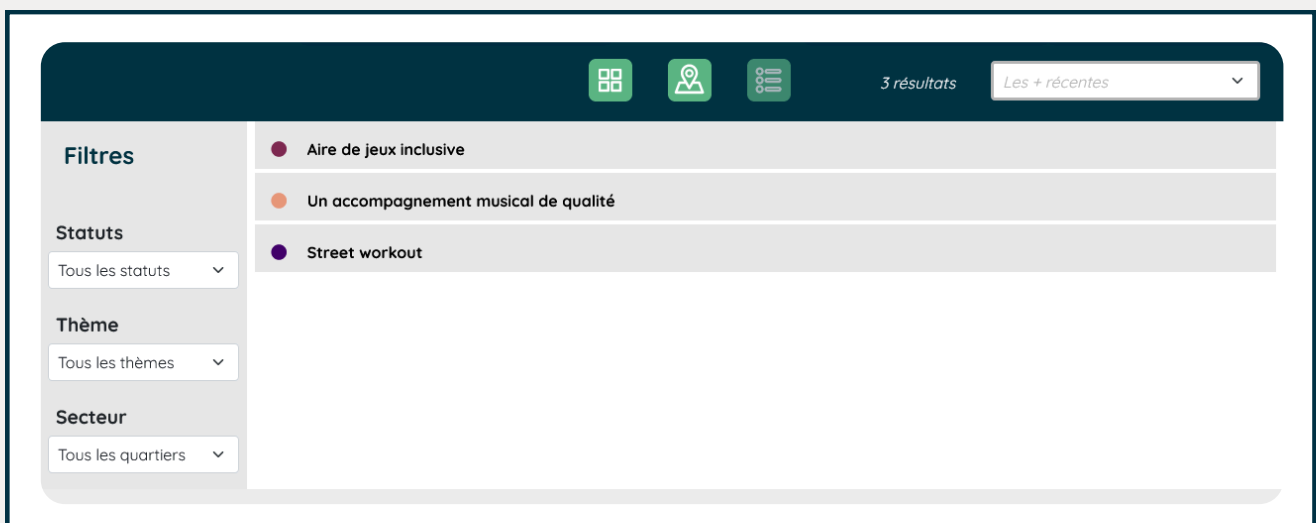 3 résultats
Les + récentes
Filtres
Statuts
Tous les statuts
Thème
Tous les thèmes
Secteur
Tous les quartiers
Aire de jeux inclusive
Un accompagnement musical de qualité
Street workout